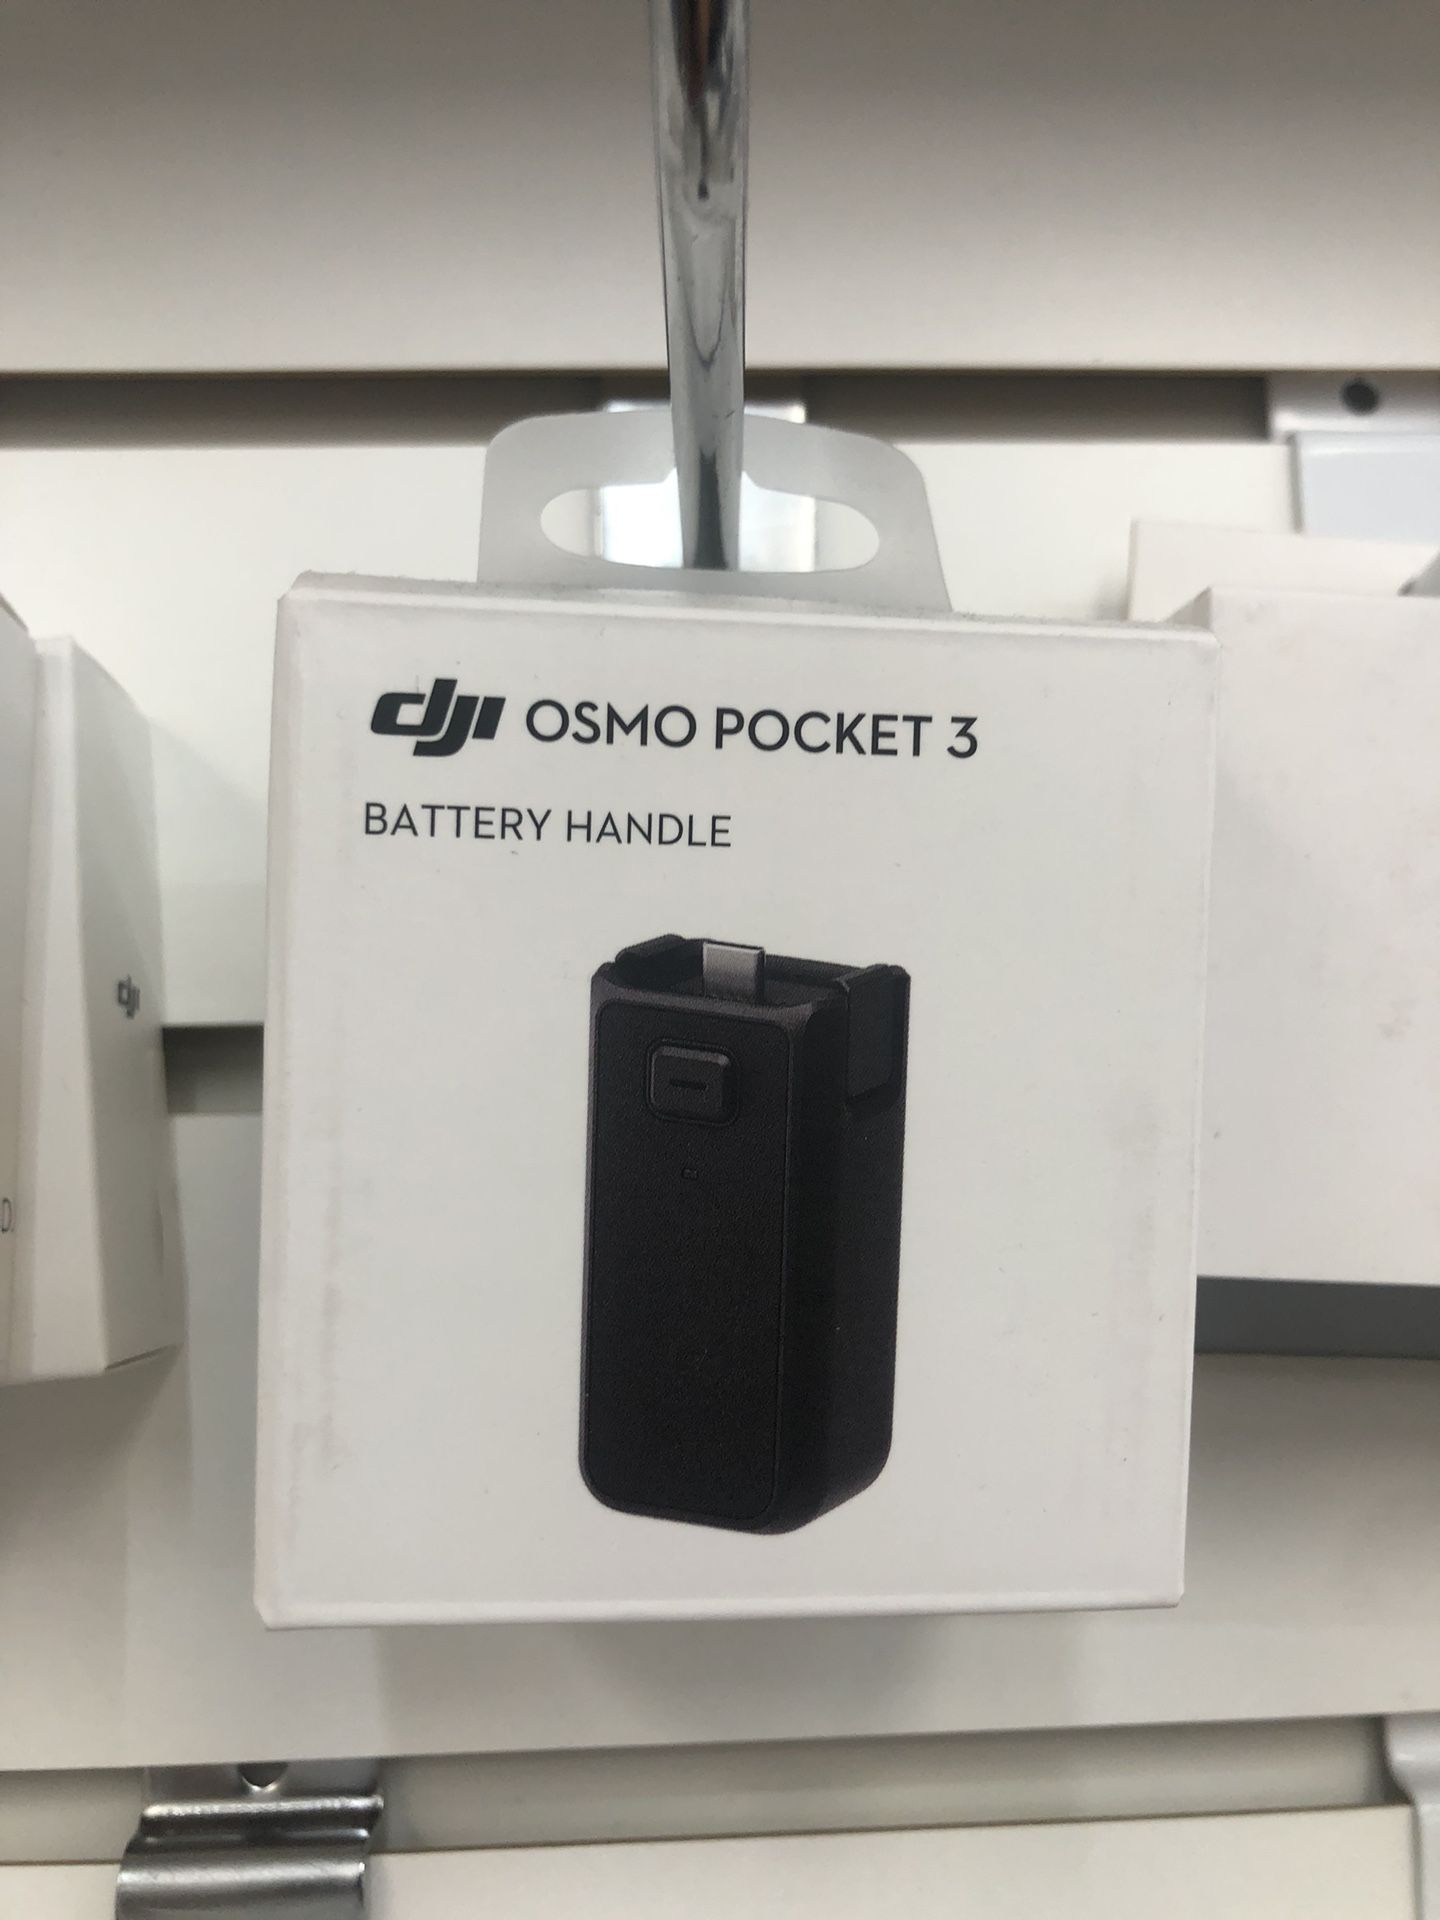 dji OSMO POCKET 3
BATTERY HANDLE
dji
D